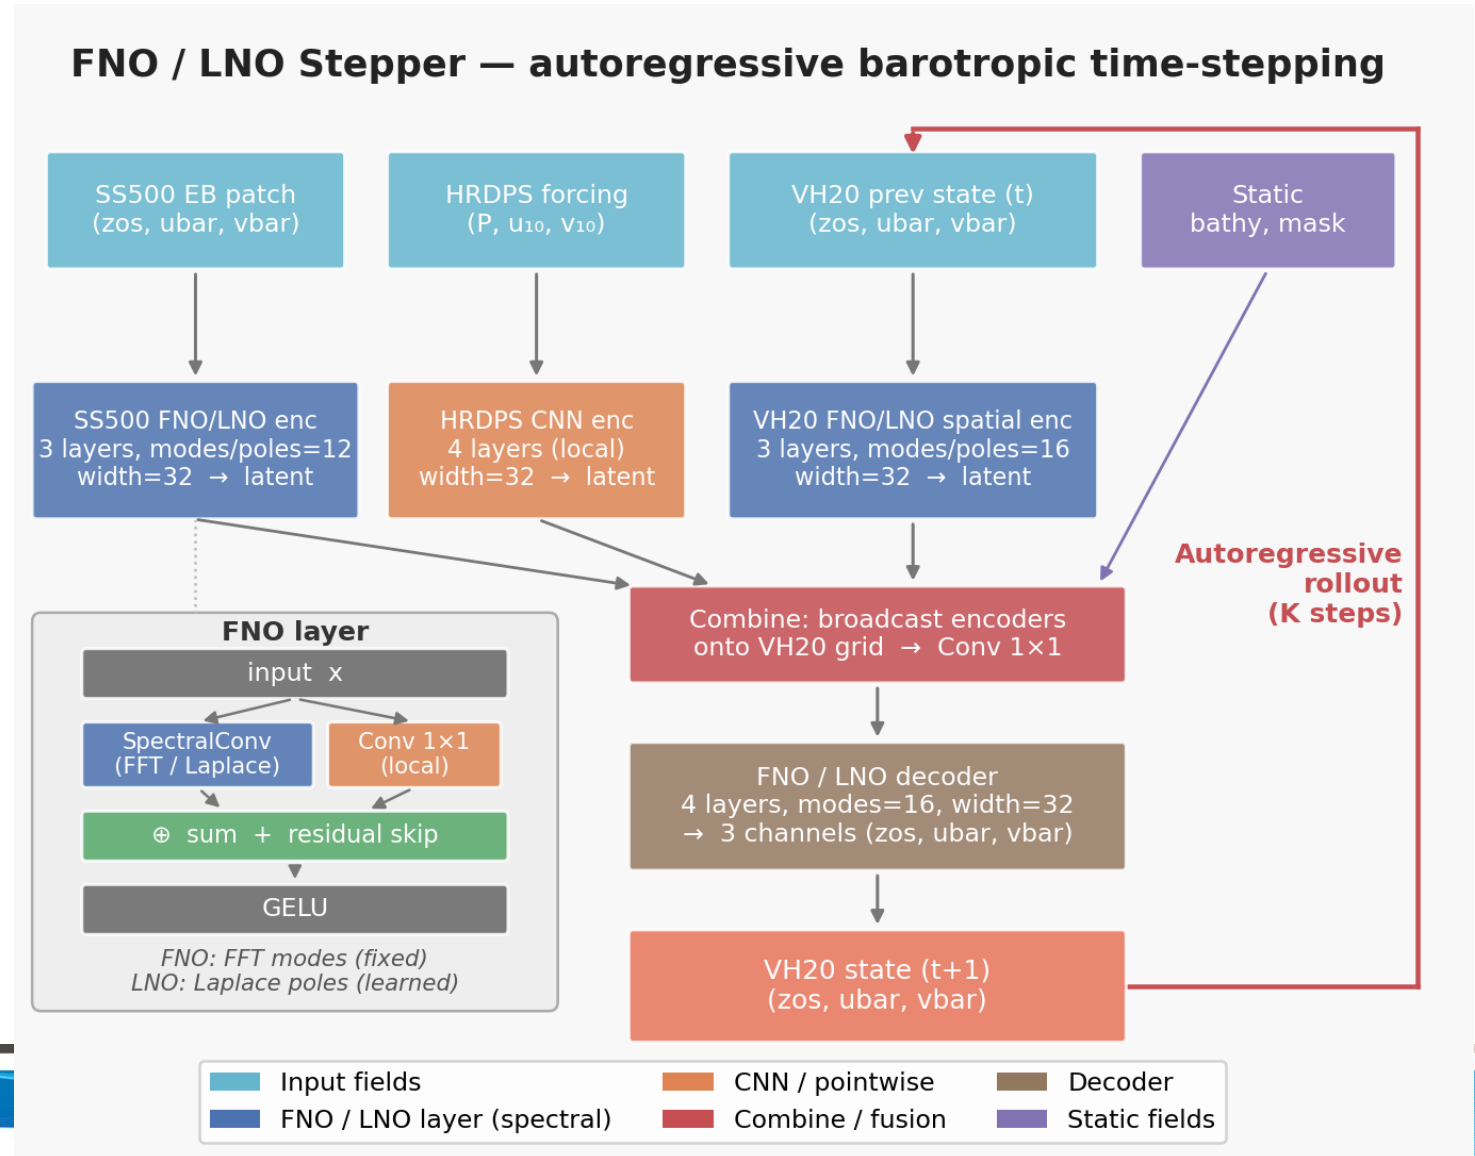 FNO / LNO Stepper — autoregressive barotropic time-stepping
SS500 EB patch
(zos, ubar, vbar)
HRDPS forcing
(P, u₁₀, v₁₀)
VH20 prev state (t)
(zos, ubar, vbar)
Static
bathy, mask
SS500 FNO/LNO enc
3 layers, modes/poles=12
width=32 → latent
HRDPS CNN enc
4 layers (local)
width=32 → latent
VH20 FNO/LNO spatial enc
3 layers, modes/poles=16
width=32 → latent
Autoregressive
rollout
(K steps)
Combine: broadcast encoders
onto VH20 grid → Conv 1×1
FNO layer
input x
SpectralConv
(FFT / Laplace)
Conv 1×1
(local)
⊕ sum + residual skip
GELU
FNO: FFT modes (fixed)
LNO: Laplace poles (learned)
FNO / LNO decoder
4 layers, modes=16, width=32
→ 3 channels (zos, ubar, vbar)
VH20 state (t+1)
(zos, ubar, vbar)
Input fields
FNO / LNO layer (spectral)
CNN / pointwise
Combine / fusion
Decoder
Static fields